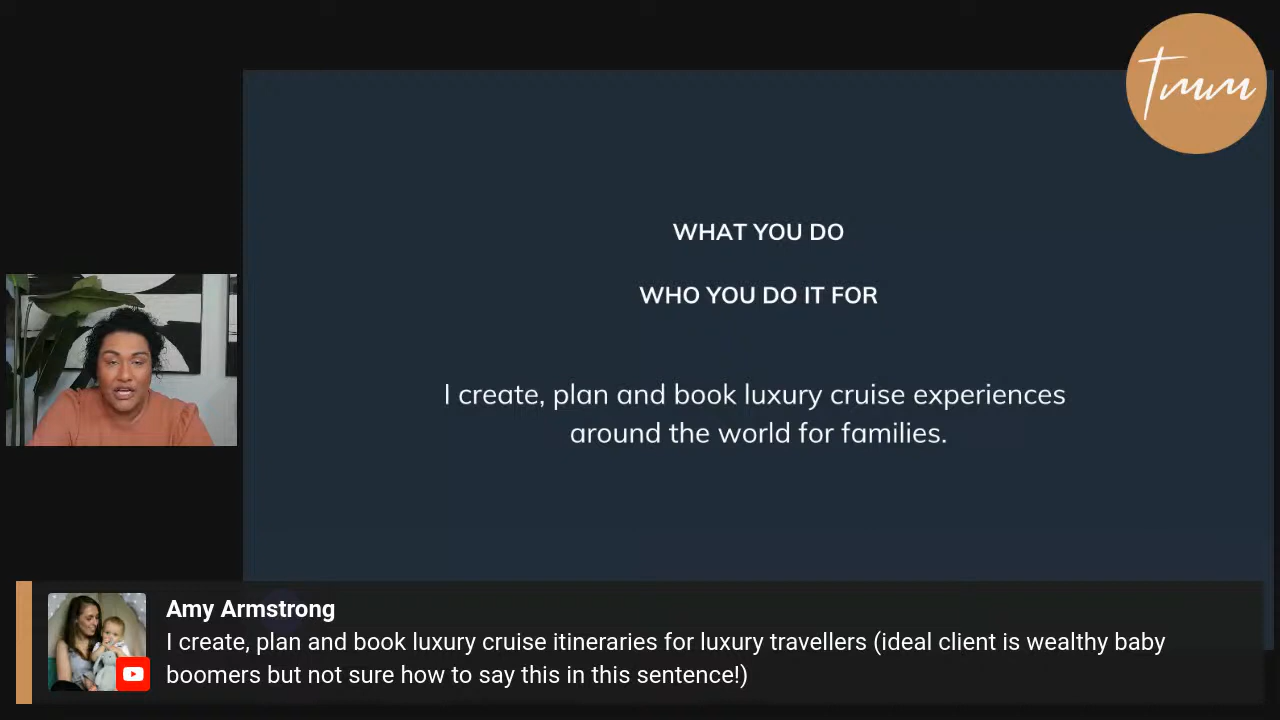 Tmm
WHAT YOU DO
WHO YOU DO IT FOR
I create, plan and book luxury cruise experiences
around the world for families.
Amy Armstrong
I create, plan and book luxury cruise itineraries for luxury travellers (ideal client is wealthy baby
boomers but not sure how to say this in this sentence!)